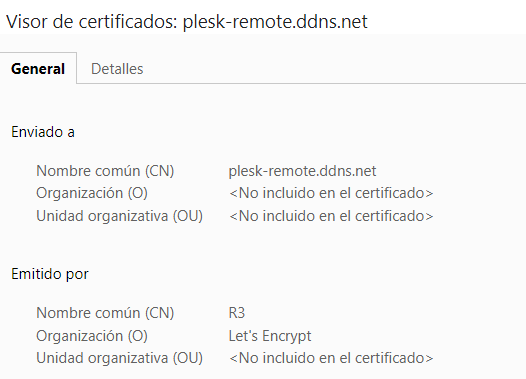 Visor de certificados: plesk-remote.ddns.net
General Detalles
Enviado a
Nombre común (CN) plesk-remote.ddns.net
Organización (O) <No incluido en el certificado>
Unidad organizativa (OU) <No incluido en el certificado>
Emitido por
Nombre común (CN) R3
Organización (O) Let's Encrypt
Unidad organizativa (OU) <No incluido en el certificado>